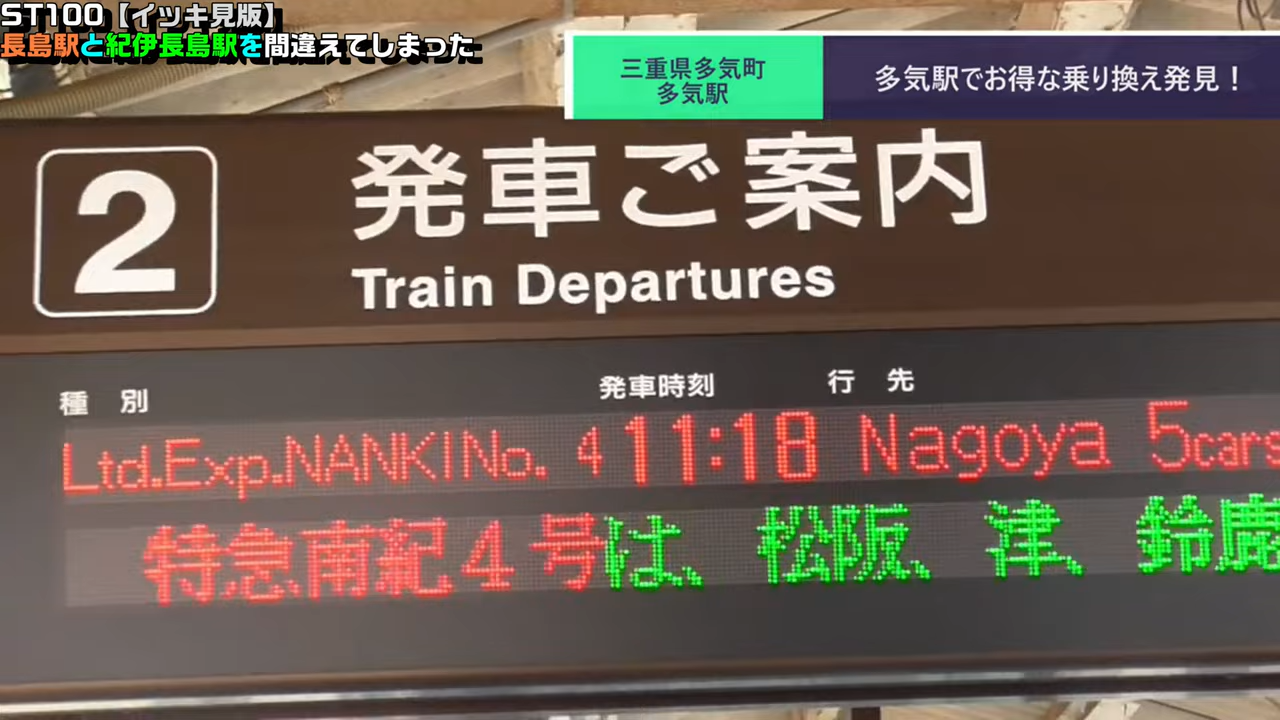 ST100【イッキ見版】
長島駅と紀伊長島駅を間違えてしまった
三重県多気町
多気駅
多気駅でお得な乗り換え発見！
2
発車ご案内
Train Departures
種別 発車時刻 行先
Ltd.Exp.NANKI No. 4 11:18 Nagoya 5cars
特急南紀4号は、松阪、津、鈴鹿